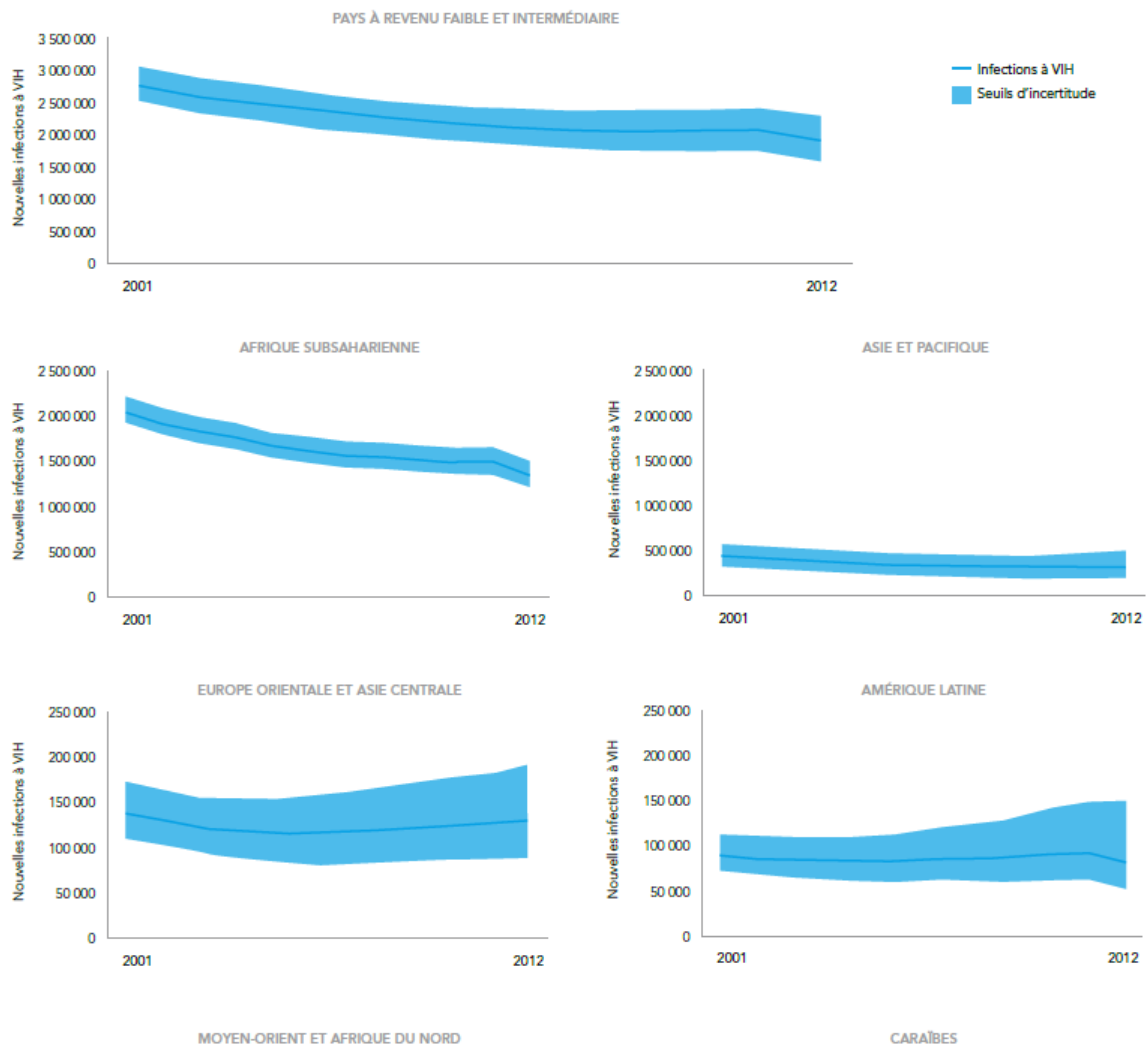 PAYS À REVENU FAIBLE ET INTERMÉDIAIRE
Nouvelles infections à VIH
3 500 000
3 000 000
2 500 000
2 000 000
1 500 000
1 000 000
500 000
0
2001
2012
Infections à VIH
Seuils d'incertitude
AFRIQUE SUBSAHARIENNE
Nouvelles infections à VIH
2 500 000
2 000 000
1 500 000
1 000 000
500 000
0
2001
2012
ASIE ET PACIFIQUE
Nouvelles infections à VIH
2 500 000
2 000 000
1 500 000
1 000 000
500 000
0
2001
2012
EUROPE ORIENTALE ET ASIE CENTRALE
Nouvelles infections à VIH
250 000
200 000
150 000
100 000
50 000
0
2001
2012
AMÉRIQUE LATINE
Nouvelles infections à VIH
250 000
200 000
150 000
100 000
50 000
0
2001
2012
MOYEN-ORIENT ET AFRIQUE DU NORD
CARAÏBES